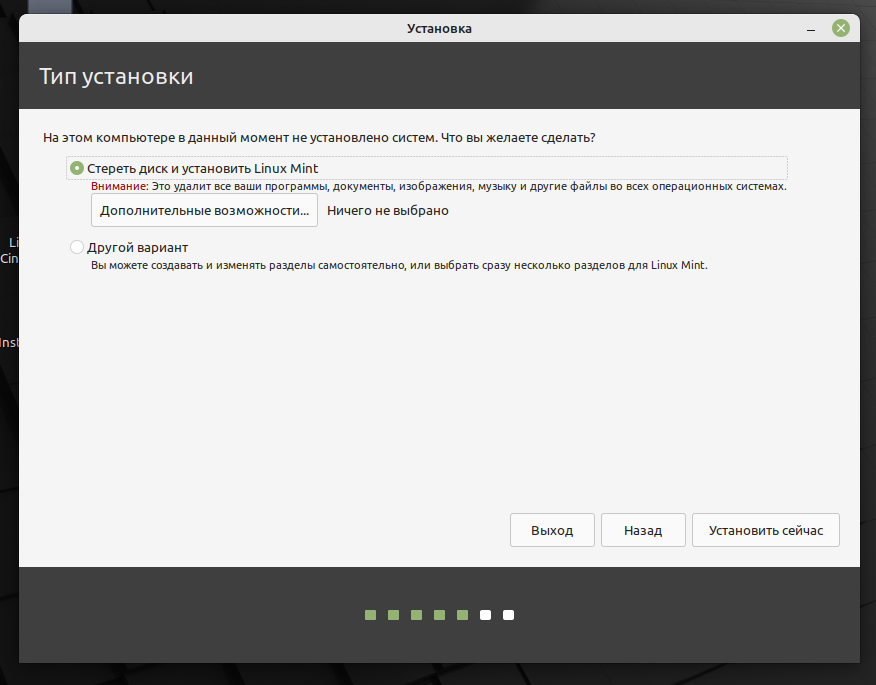 Установка
Тип установки
На этом компьютере в данный момент не установлено систем. Что вы желаете сделать?
Стереть диск и установить Linux Mint
Внимание: Это удалит все ваши программы, документы, изображения, музыку и другие файлы во всех операционных системах.
Дополнительные возможности... Ничего не выбрано
Другой вариант
Вы можете создавать и изменять разделы самостоятельно, или выбрать сразу несколько разделов для Linux Mint.
Li
Cin
Inst
Выход Назад Установить сейчас